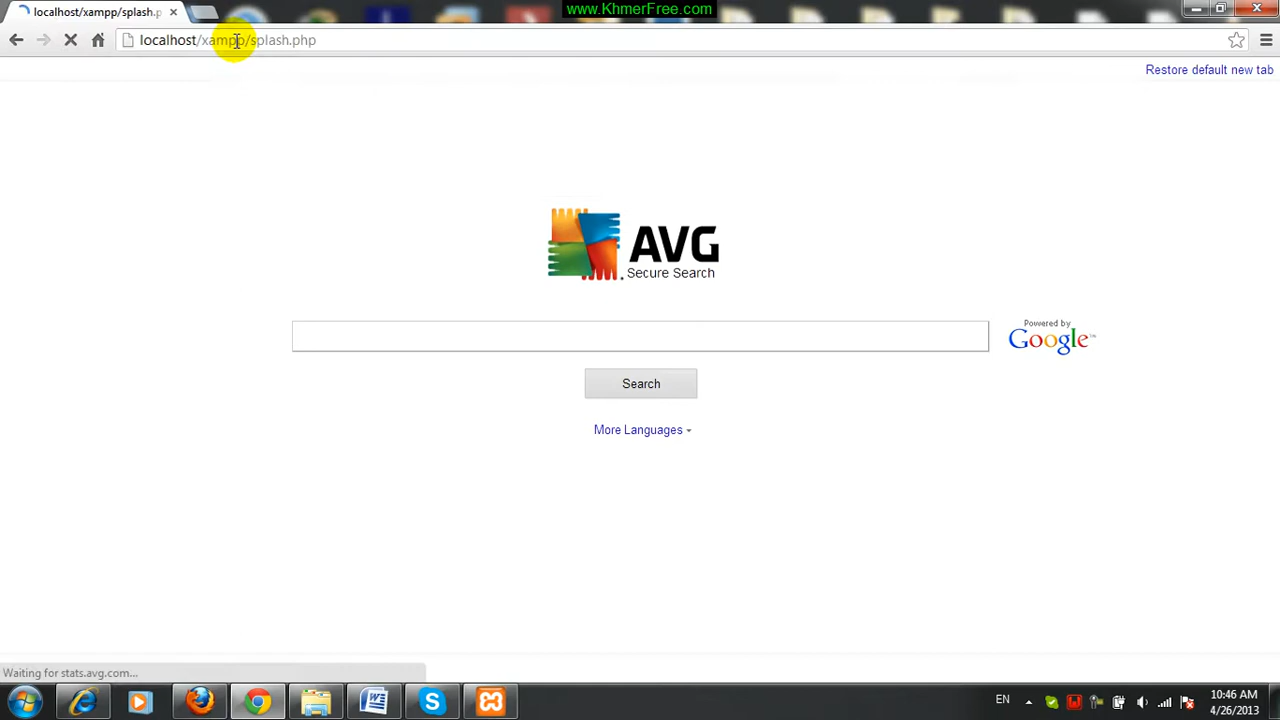 www.KhmerFree.com
localhost/xampp/splash.p
localhost/xampp/splash.php
Restore default new tab
AVG
Secure Search
Powered by
Google
Search
More Languages
Waiting for stats.avg.com...
EN
10:46 AM
4/26/2013